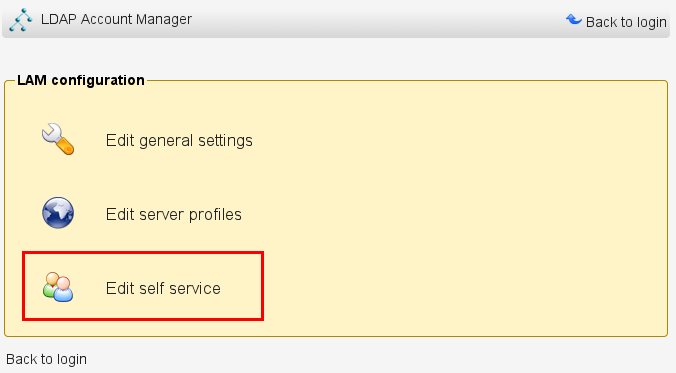 LDAP Account Manager
Back to login
LAM configuration
Edit general settings
Edit server profiles
Edit self service
Back to login